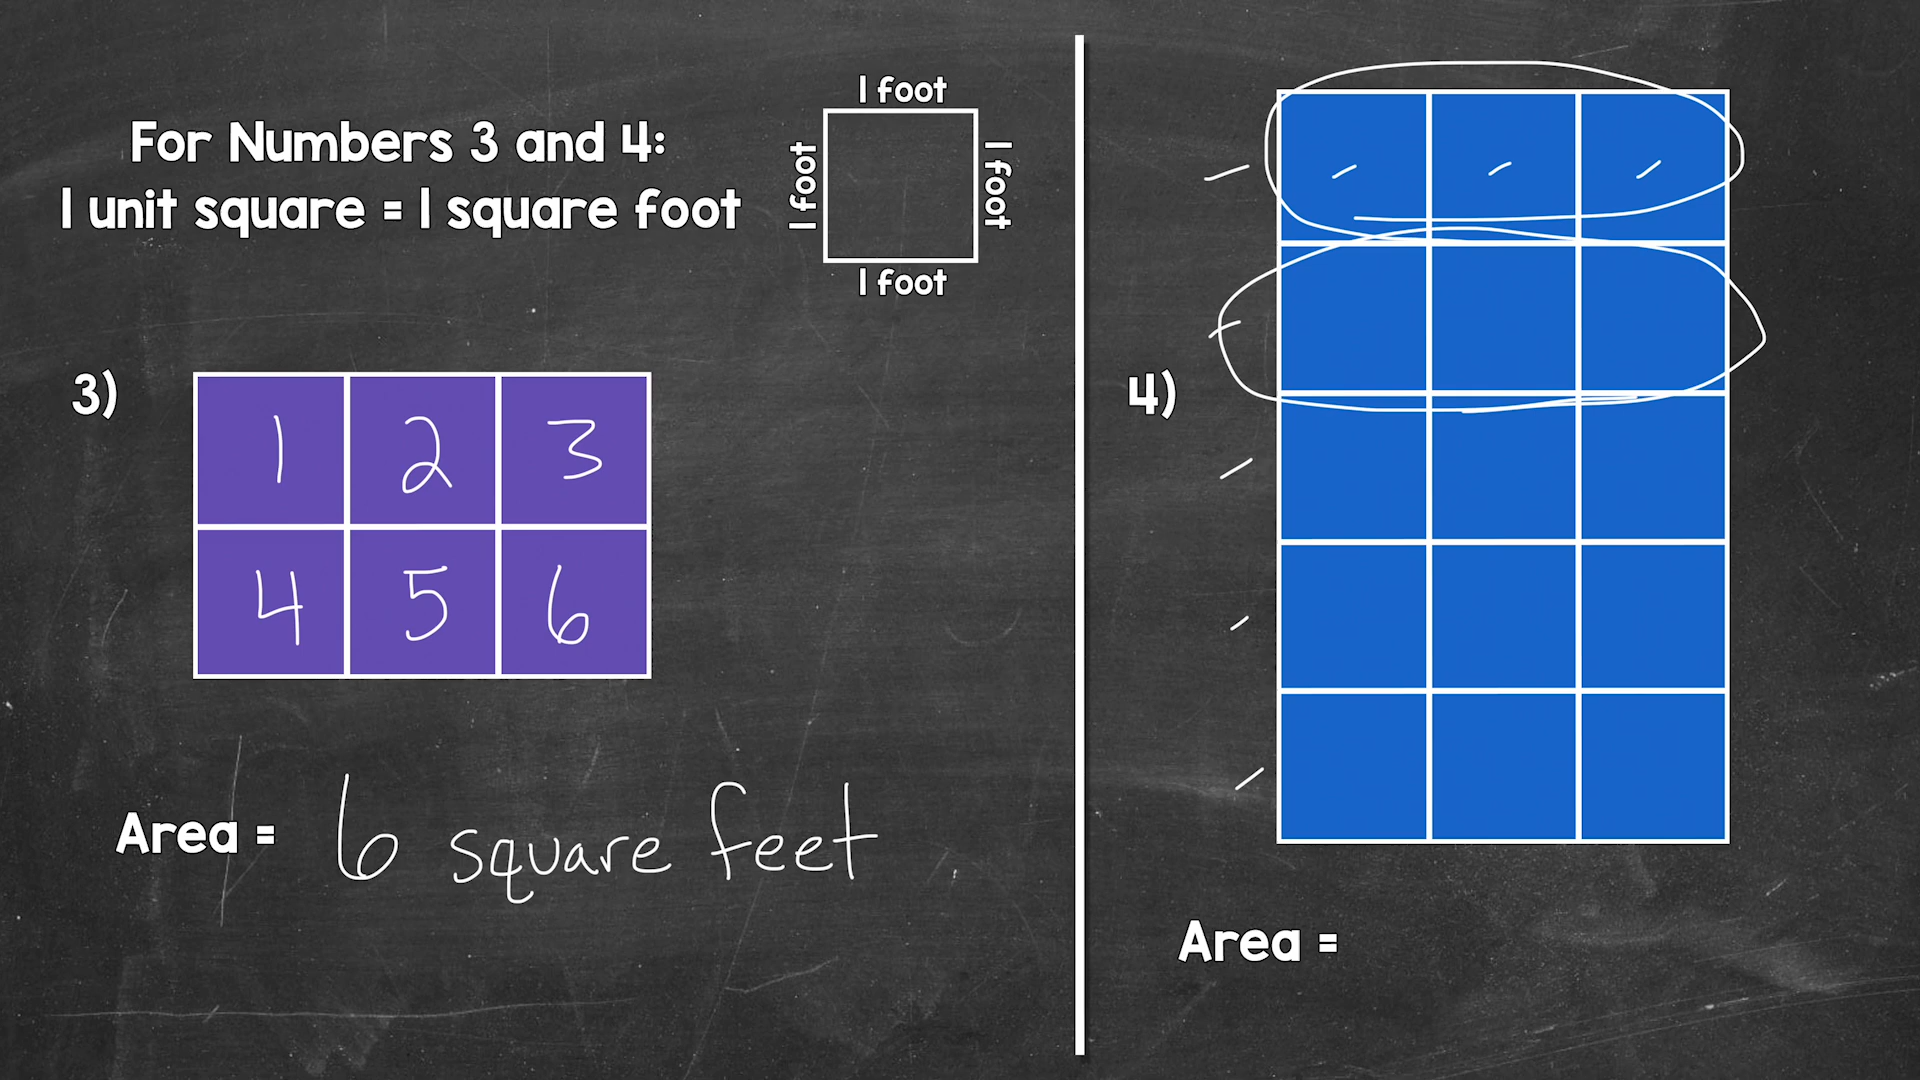 For Numbers 3 and 4:
1 unit square = 1 square foot
1 foot
1 foot
1 foot
1 foot
3)
1 2 3
4 5 6
Area = 6 square feet
4)
Area =